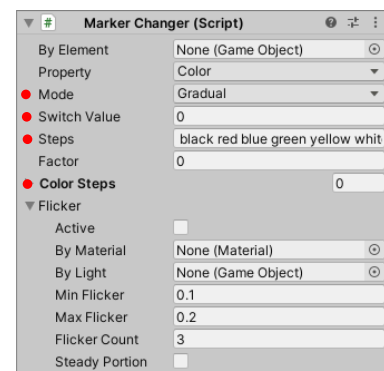 # Marker Changer (Script)
By Element None (Game Object)
Property Color
Mode Gradual
Switch Value 0
Steps black red blue green yellow whit
Factor 0
Color Steps 0
Flicker
Active
By Material None (Material)
By Light None (Game Object)
Min Flicker 0.1
Max Flicker 0.2
Flicker Count 3
Steady Portion